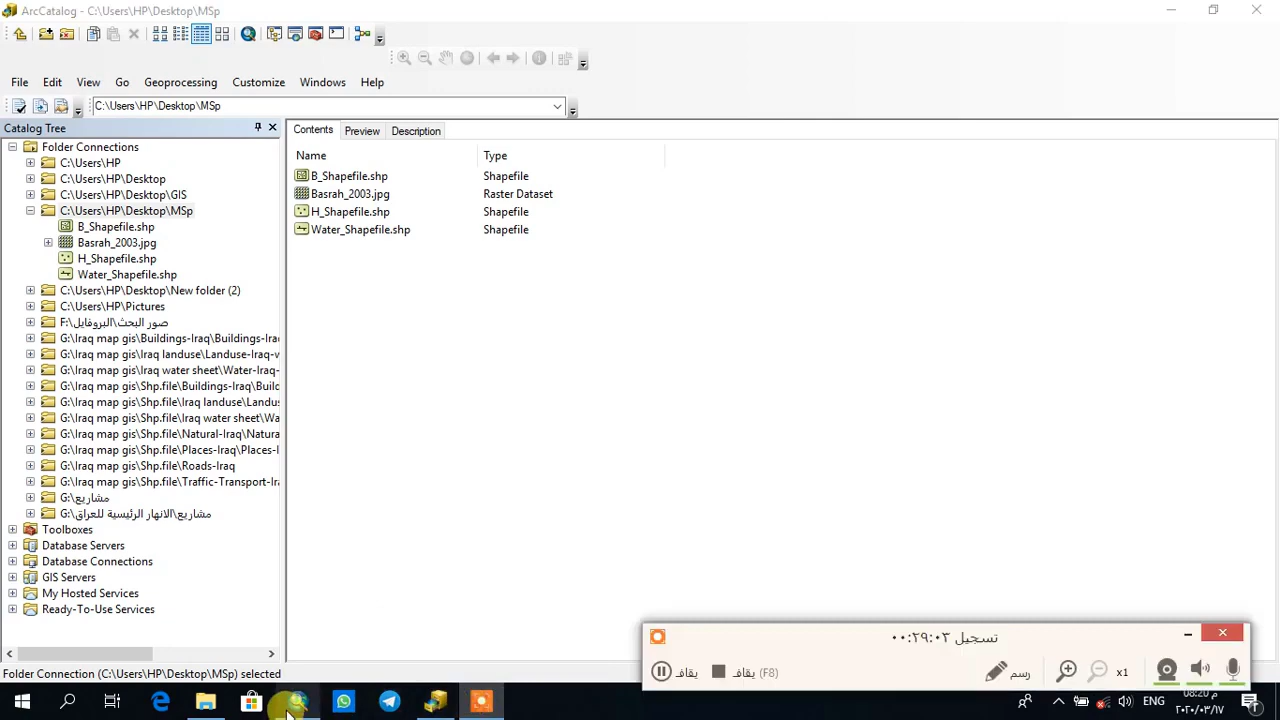 ArcCatalog - C:\Users\HP\Desktop\MSp
File Edit View Go Geoprocessing Customize Windows Help
C:\Users\HP\Desktop\MSp
Catalog Tree
Contents Preview Description
Folder Connections
C:\Users\HP
C:\Users\HP\Desktop
C:\Users\HP\Desktop\GIS
C:\Users\HP\Desktop\MSp
B_Shapefile.shp
Basrah_2003.jpg
H_Shapefile.shp
Water_Shapefile.shp
C:\Users\HP\Desktop\New folder (2)
C:\Users\HP\Pictures
F:\صور البحث\البروفايل
G:\Iraq map gis\Buildings-Iraq\Buildings-Ira
G:\Iraq map gis\Iraq landuse\Landuse-Iraq-w
G:\Iraq map gis\Iraq water sheet\Water-Iraq-
G:\Iraq map gis\Shp.file\Buildings-Iraq\Build
G:\Iraq map gis\Shp.file\Iraq landuse\Landus
G:\Iraq map gis\Shp.file\Iraq water sheet\Wa
G:\Iraq map gis\Shp.file\Natural-Iraq\Natura
G:\Iraq map gis\Shp.file\Places-Iraq\Places-I
G:\Iraq map gis\Shp.file\Roads-Iraq
G:\Iraq map gis\Shp.file\Traffic-Transport-Ira
G:\مشاريع
G:\مشاريع\الانهار الرئيسية للعراق
Toolboxes
Database Servers
Database Connections
GIS Servers
My Hosted Services
Ready-To-Use Services
Name Type
B_Shapefile.shp Shapefile
Basrah_2003.jpg Raster Dataset
H_Shapefile.shp Shapefile
Water_Shapefile.shp Shapefile
تسجيل ٠٠:٢٩:٠٣
يقاف يقاف (F8) x1 رسم
Folder Connection (C:\Users\HP\Desktop\MSp) selected
ENG
08:20 م
٢٠٢٠/٠٣/١٧